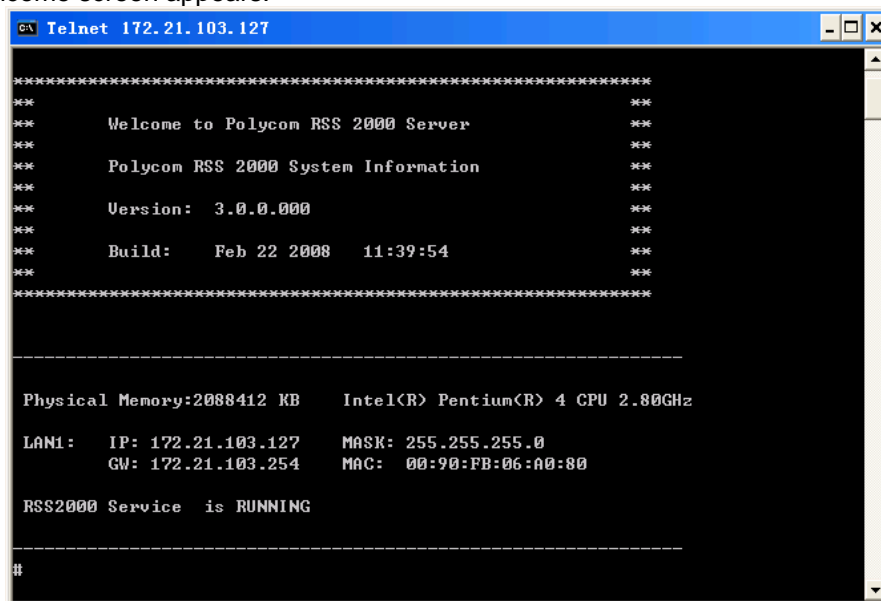 Telnet 172.21.103.127
************************************************************
** **
** Welcome to Polycom RSS 2000 Server **
** **
** Polycom RSS 2000 System Information **
** **
** Version: 3.0.0.000 **
** **
** Build: Feb 22 2008 11:39:54 **
** **
************************************************************
_______________________________________________________________
Physical Memory:2088412 KB Intel(R) Pentium(R) 4 CPU 2.80GHz
LAN1: IP: 172.21.103.127 MASK: 255.255.255.0
GW: 172.21.103.254 MAC: 00:90:FB:06:A0:80
RSS2000 Service is RUNNING
_______________________________________________________________
#